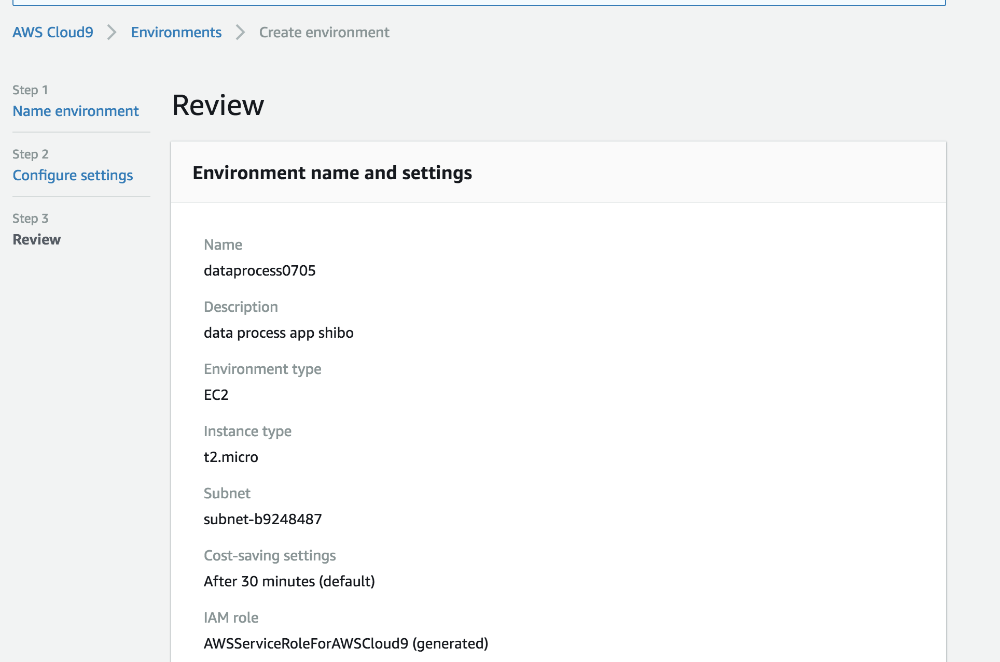 AWS Cloud9 > Environments > Create environment
Step 1
Name environment
Step 2
Configure settings
Step 3
Review
Review
Environment name and settings
Name
dataprocess0705
Description
data process app shibo
Environment type
EC2
Instance type
t2.micro
Subnet
subnet-b9248487
Cost-saving settings
After 30 minutes (default)
IAM role
AWSServiceRoleForAWSCloud9 (generated)